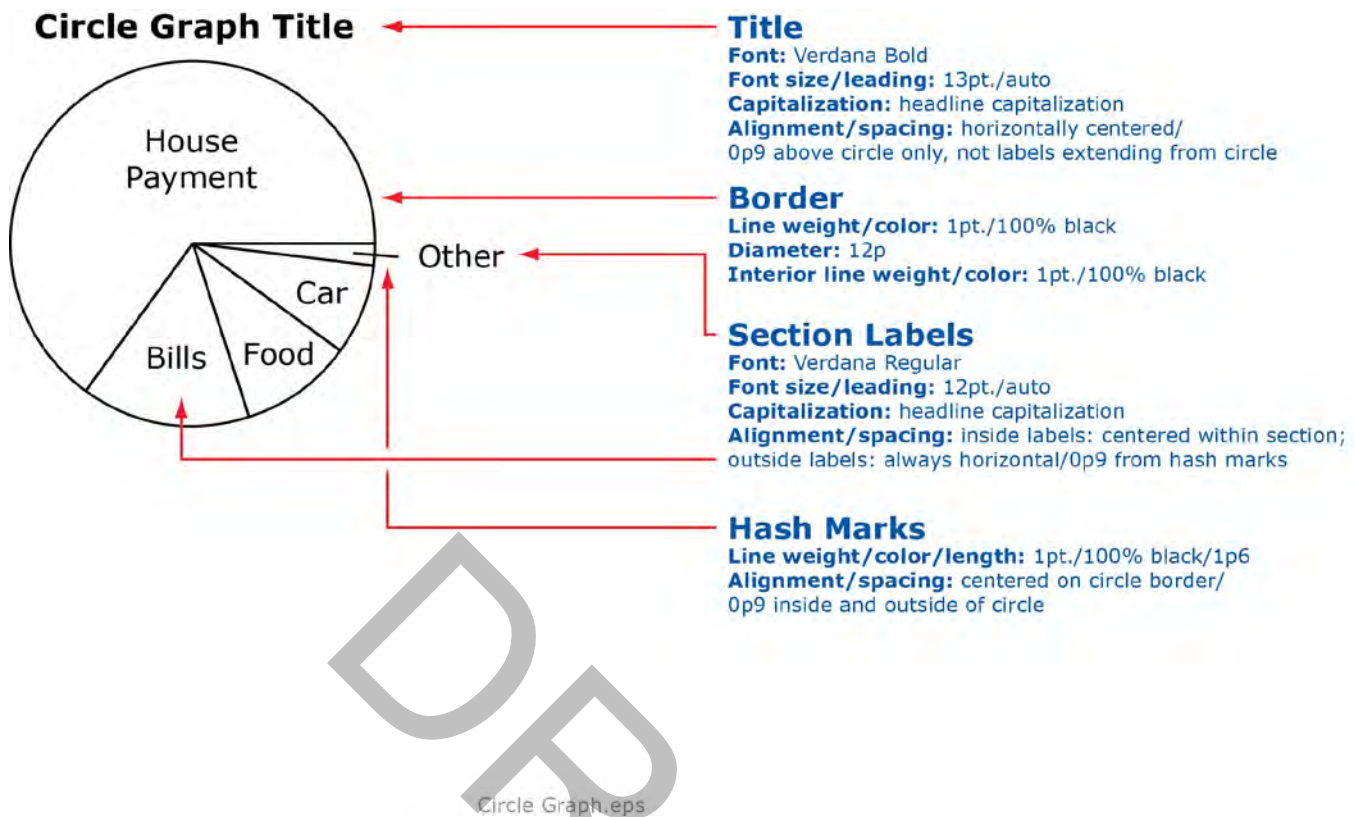 Circle Graph Title
House
Payment
Other
Car
Food
Bills
Title
Font: Verdana Bold
Font size/leading: 13pt./auto
Capitalization: headline capitalization
Alignment/spacing: horizontally centered/
0p9 above circle only, not labels extending from circle
Border
Line weight/color: 1pt./100% black
Diameter: 12p
Interior line weight/color: 1pt./100% black
Section Labels
Font: Verdana Regular
Font size/leading: 12pt./auto
Capitalization: headline capitalization
Alignment/spacing: inside labels: centered within section;
outside labels: always horizontal/0p9 from hash marks
Hash Marks
Line weight/color/length: 1pt./100% black/1p6
Alignment/spacing: centered on circle border/
0p9 inside and outside of circle
DR
Circle Graph.eps